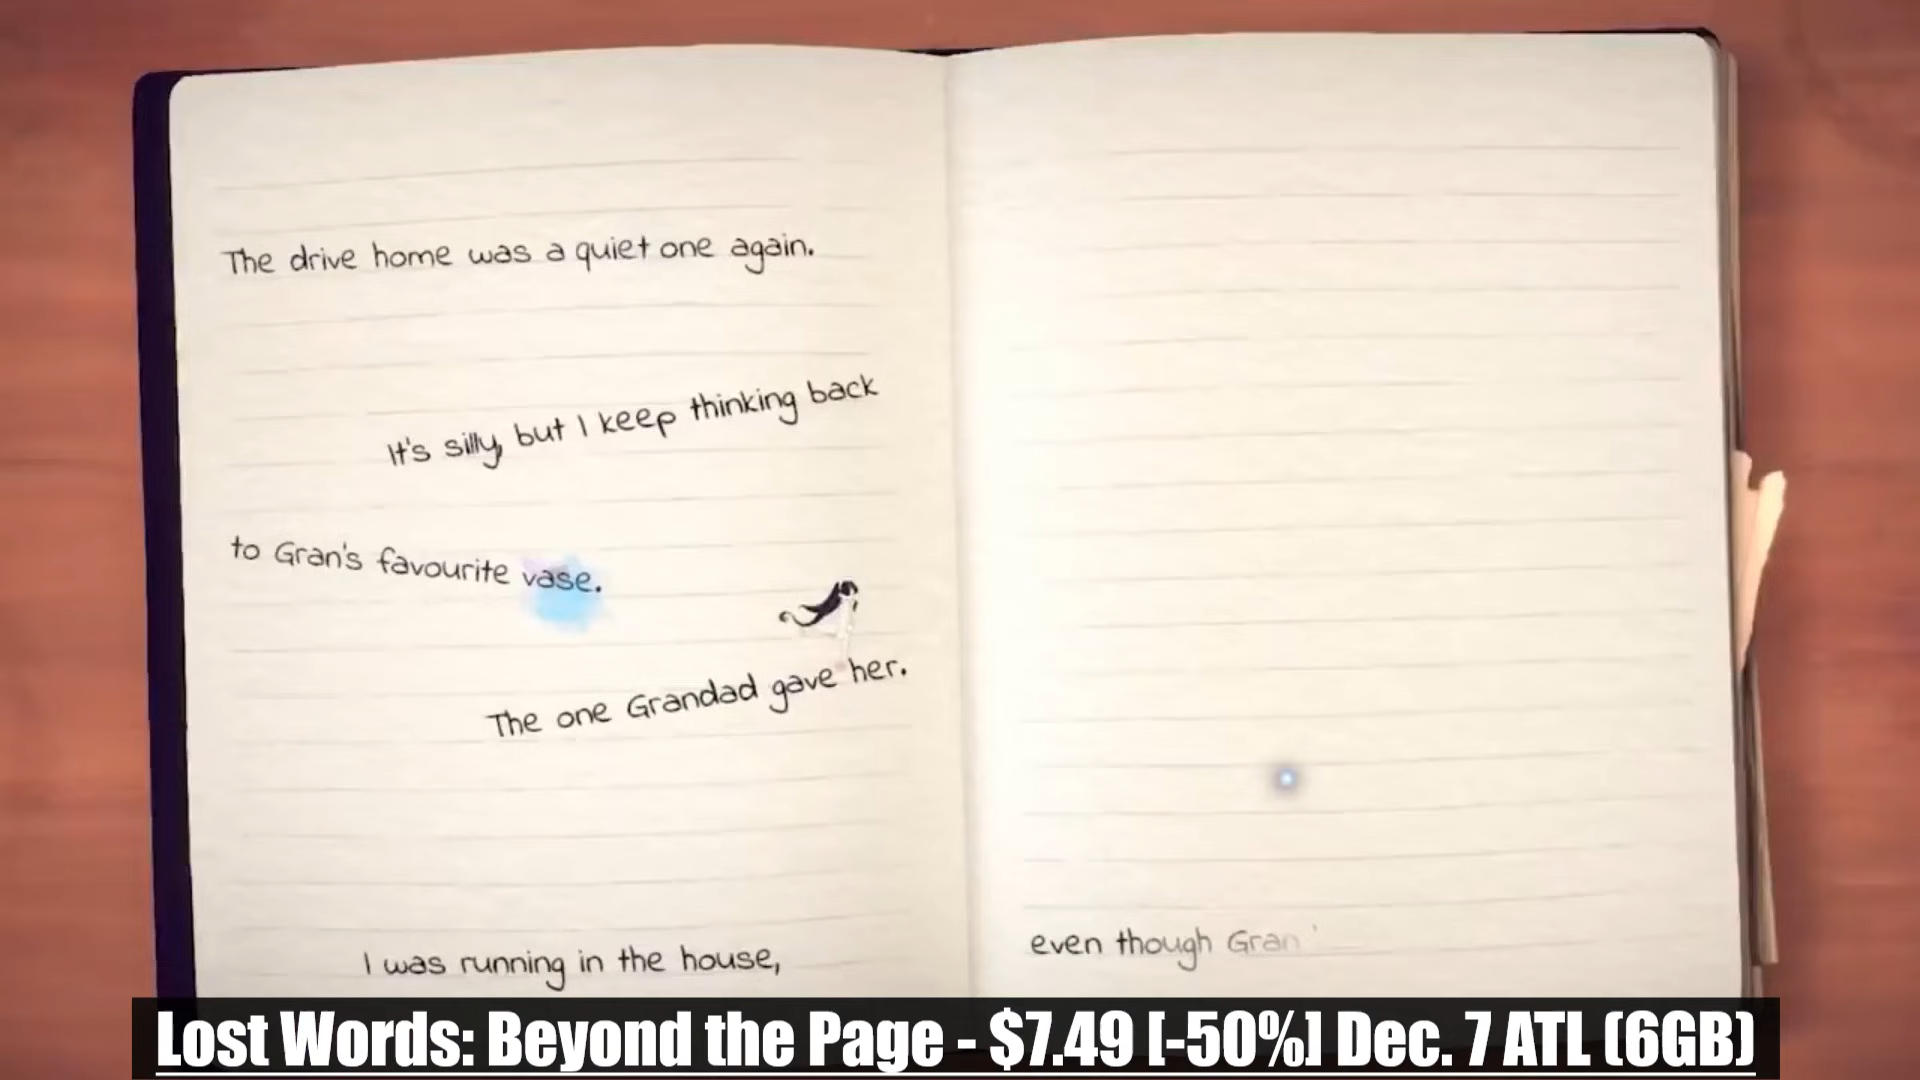 The drive home was a quiet one again.
It's silly, but I keep thinking back
to Gran's favourite vase.
The one Grandad gave her.
I was running in the house,
even though Gran '
Lost Words: Beyond the Page - $7.49 [-50%] Dec. 7 ATL (6GB)